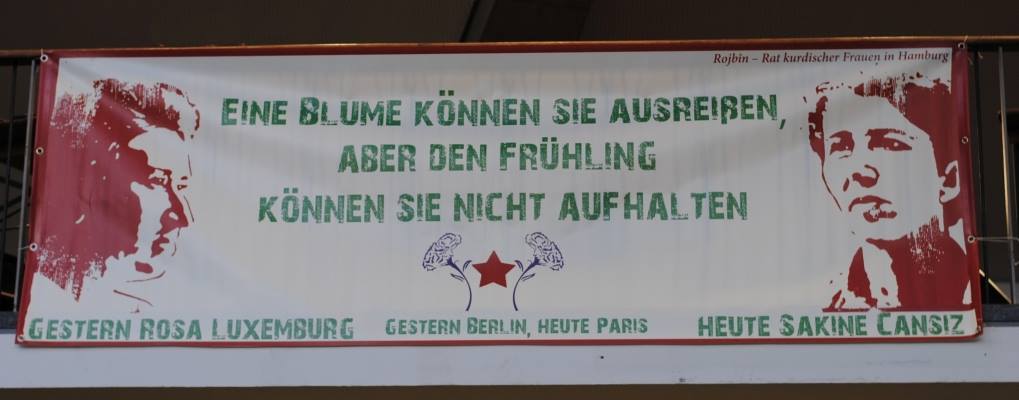 Rojbin – Rat kurdischer Frauen in Hamburg
EINE BLUME KÖNNEN SIE AUSREIßEN,
ABER DEN FRÜHLING
KÖNNEN SIE NICHT AUFHALTEN
GESTERN ROSA LUXEMBURG GESTERN BERLIN, HEUTE PARIS HEUTE SAKINE CANSIZ